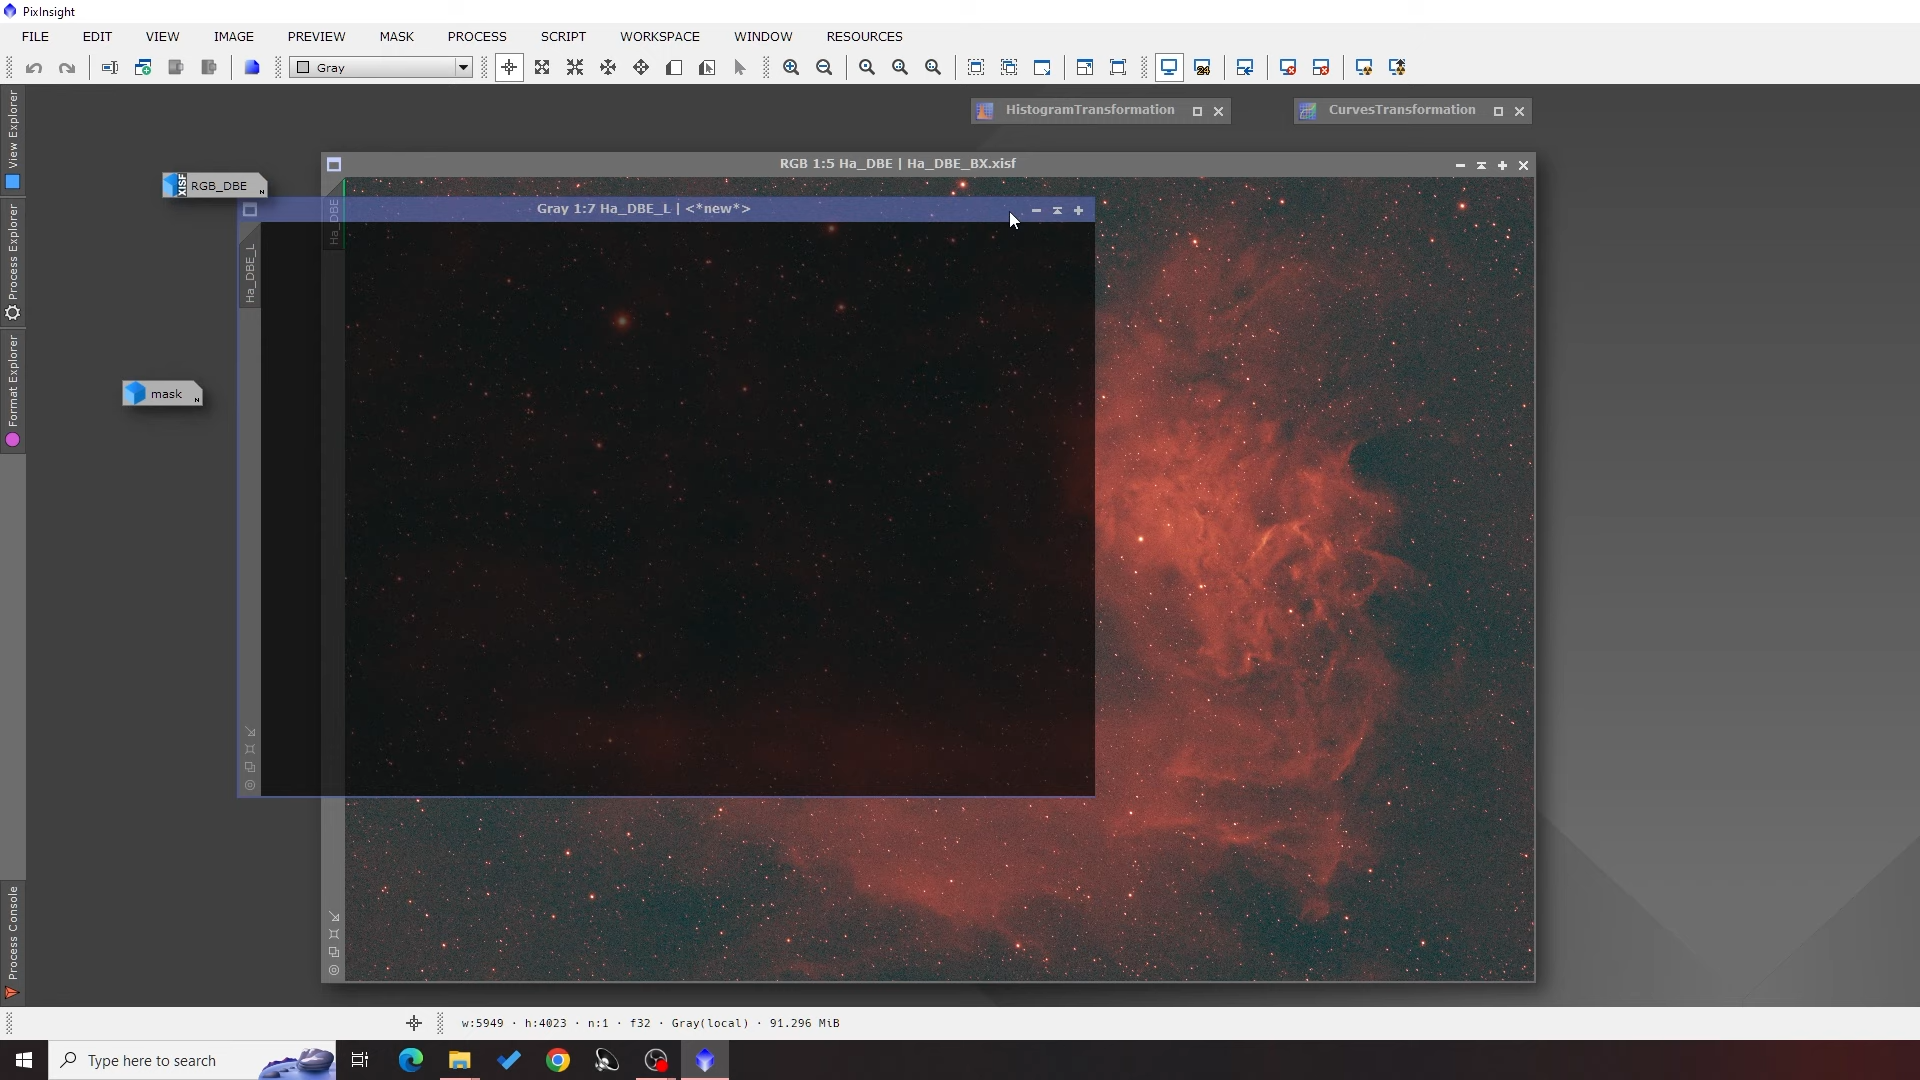 PixInsight
FILE EDIT VIEW IMAGE PREVIEW MASK PROCESS SCRIPT WORKSPACE WINDOW RESOURCES
Gray
24
View Explorer
Process Explorer
Format Explorer
Process Console
HistogramTransformation
CurvesTransformation
RGB 1:5 Ha_DBE | Ha_DBE_BX.xisf
XISF RGB_DBE N
Ha_DBE
Gray 1:7 Ha_DBE_L | <*new*>
Ha_DBE_L
mask N
w:5949 · h:4023 · n:1 · f32 · Gray(local) · 91.296 MiB
Type here to search